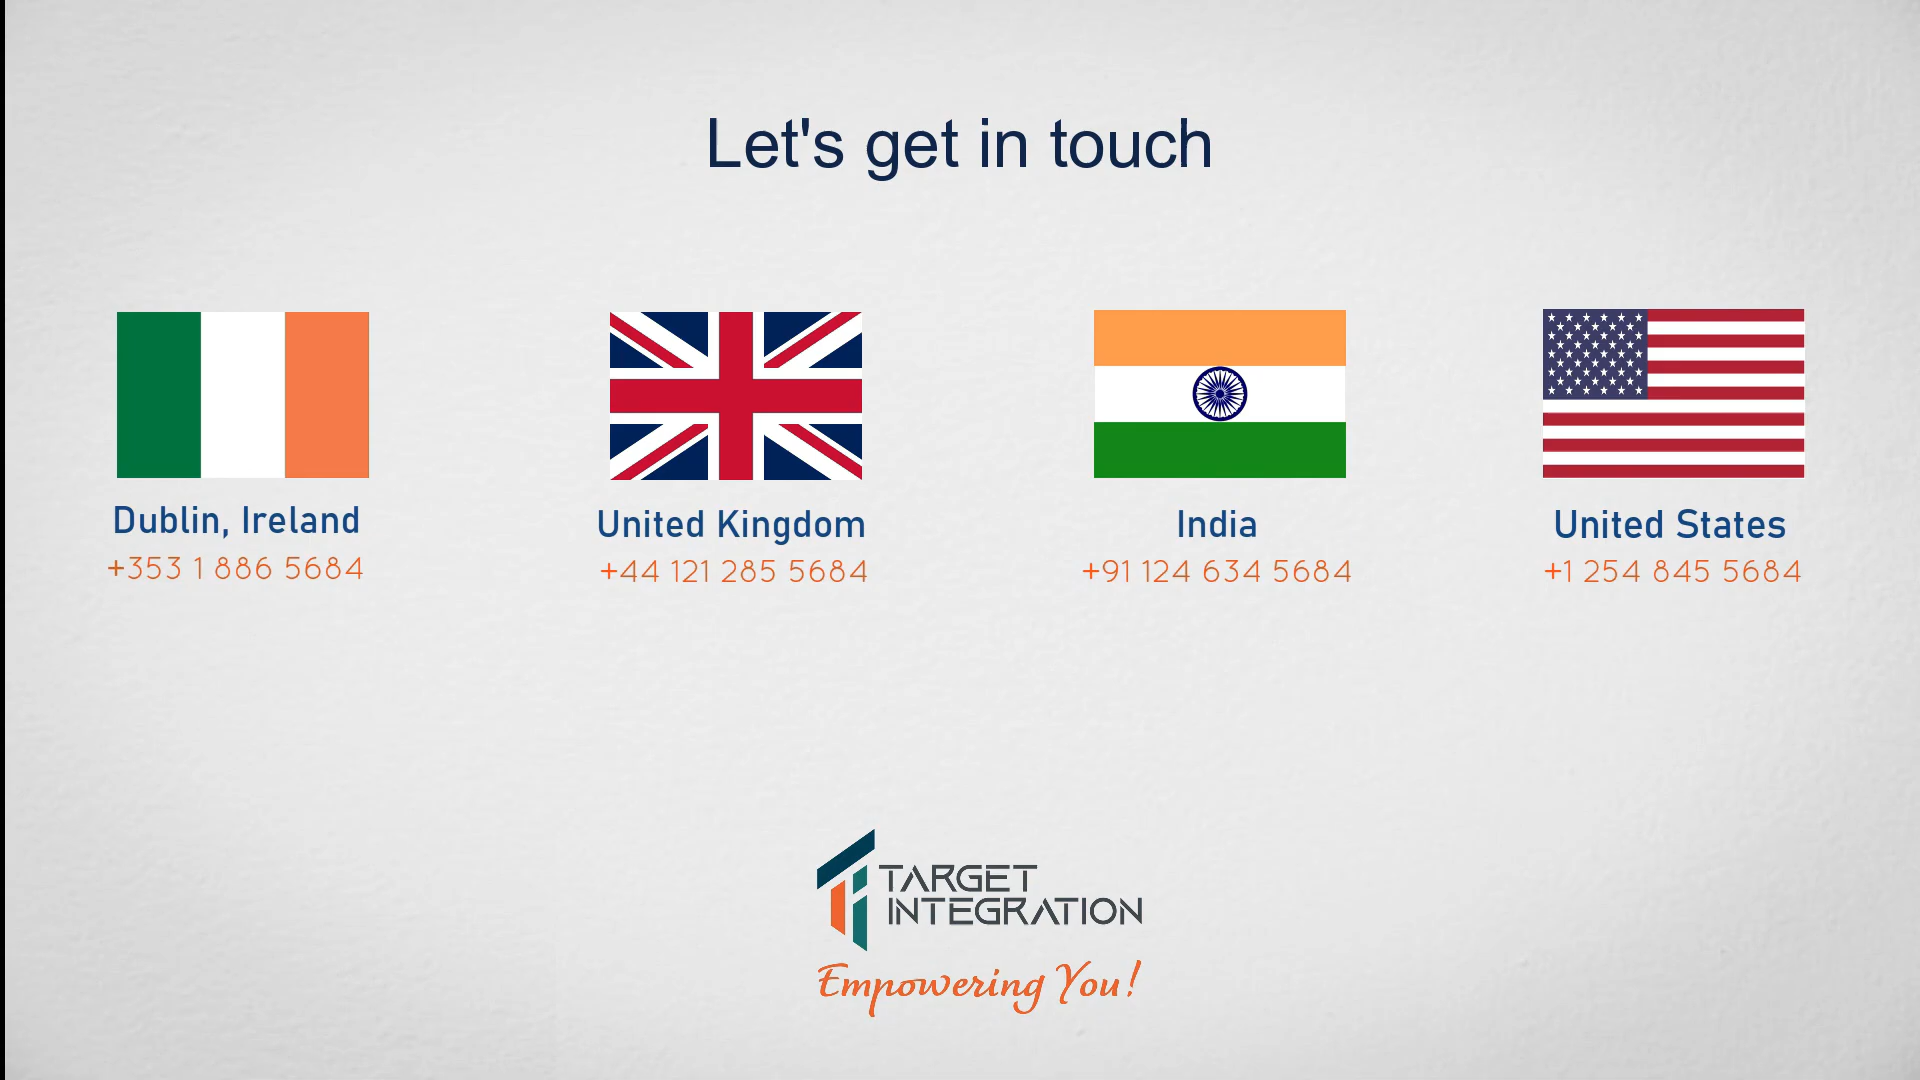 Let's get in touch
Dublin, Ireland
+353 1 886 5684
United Kingdom
+44 121 285 5684
India
+91 124 634 5684
United States
+1 254 845 5684
TARGET
INTEGRATION
Empowering You!